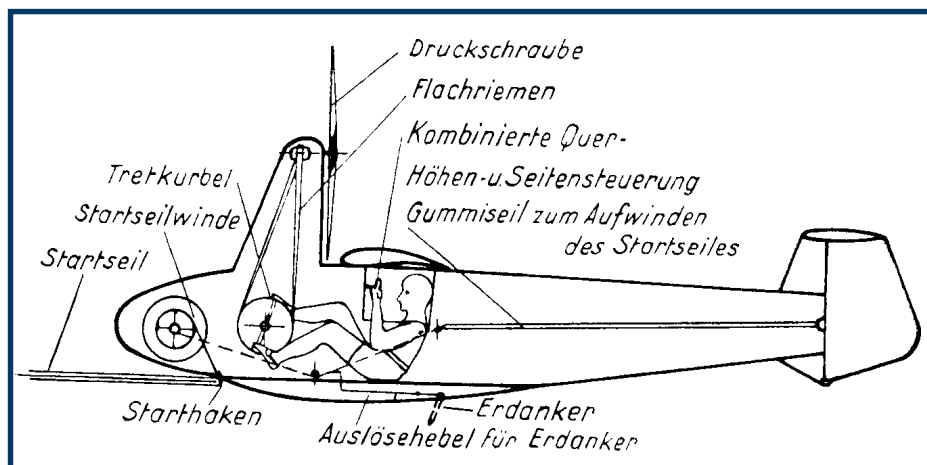 Druckschraube
Flachriemen
Kombinierte Quer-
Höhen-u. Seitensteuerung
Tretkurbel
Startseilwinde
Startseil
Gummiseil zum Aufwinden
des Startseiles
Starthaken
Erdanker
Auslösehebel für Erdanker